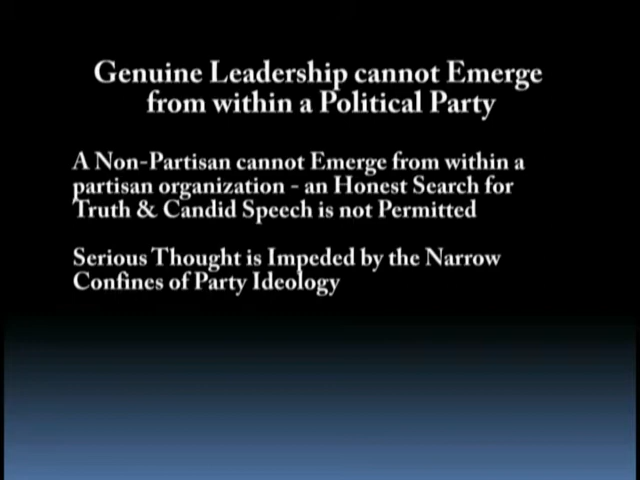 Genuine Leadership cannot Emerge
from within a Political Party
A Non-Partisan cannot Emerge from within a
partisan organization - an Honest Search for
Truth & Candid Speech is not Permitted
Serious Thought is Impeded by the Narrow
Confines of Party Ideology